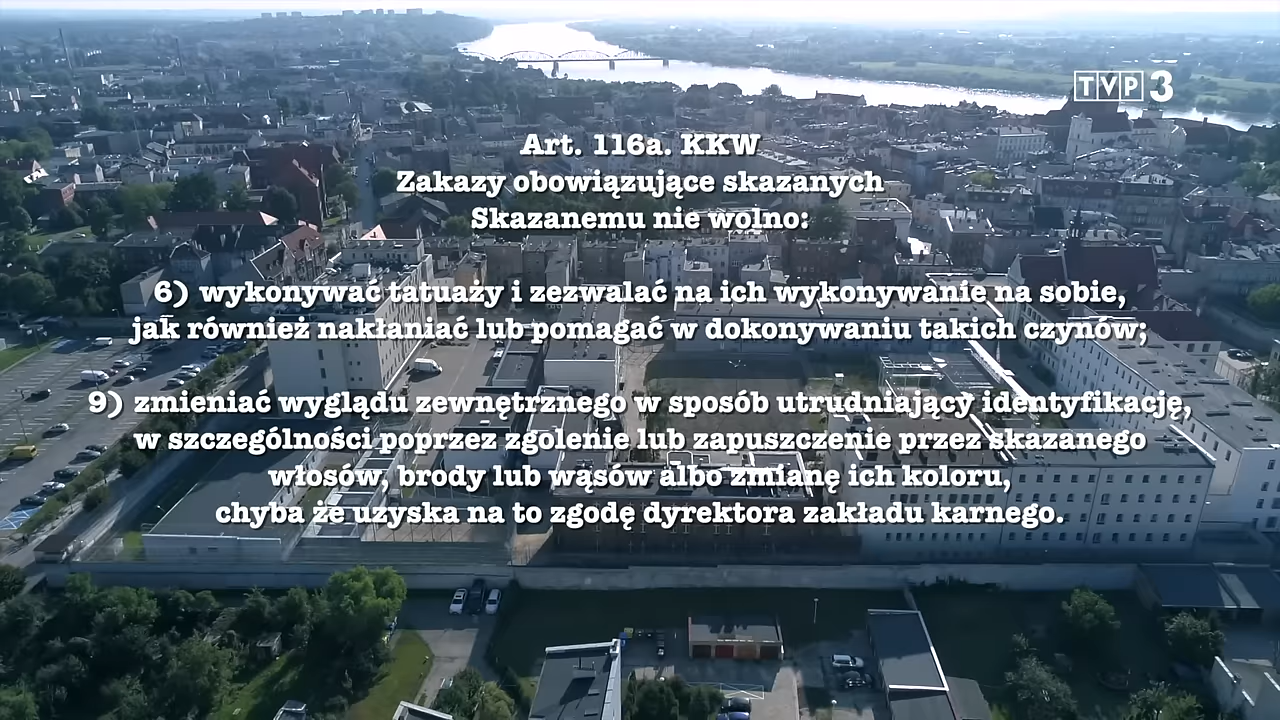 TVP3
Art. 116a. KKW
Zakazy obowiązujące skazanych
Skazanemu nie wolno:
6) wykonywać tatuaży i zezwalać na ich wykonywanie na sobie,
jak również nakłaniać lub pomagać w dokonywaniu takich czynów;
9) zmieniać wyglądu zewnętrznego w sposób utrudniający identyfikację,
w szczególności poprzez zgolenie lub zapuszczenie przez skazanego
włosów, brody lub wąsów albo zmianę ich koloru,
chyba że uzyska na to zgodę dyrektora zakładu karnego.